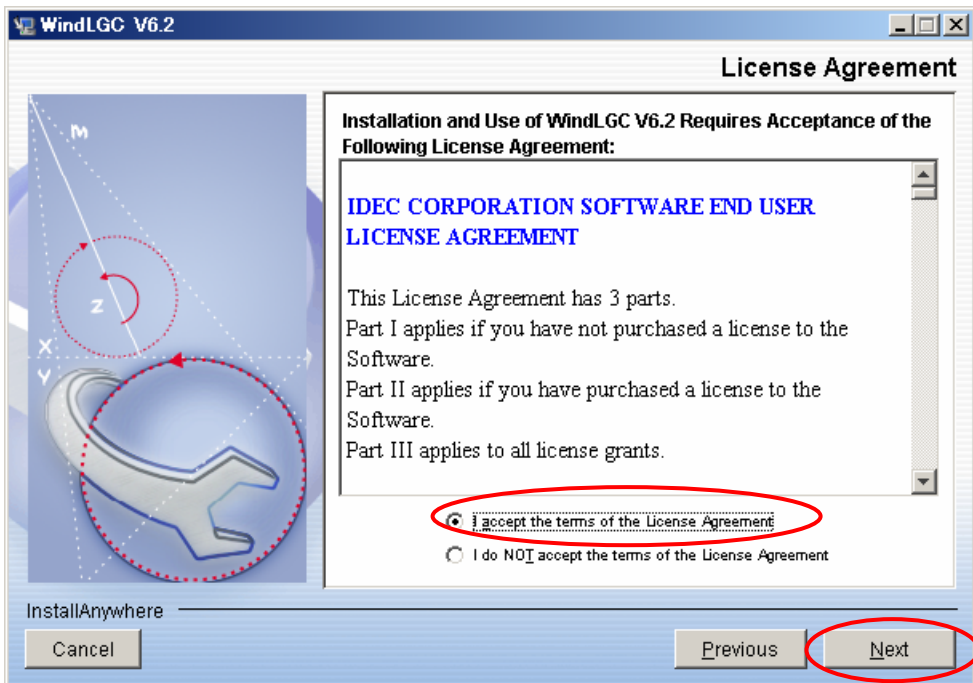 WindLGC V6.2
License Agreement
m
z
X
Y
Installation and Use of WindLGC V6.2 Requires Acceptance of the
Following License Agreement:
IDEC CORPORATION SOFTWARE END USER
LICENSE AGREEMENT
This License Agreement has 3 parts.
Part I applies if you have not purchased a license to the
Software.
Part II applies if you have purchased a license to the
Software.
Part III applies to all license grants.
I accept the terms of the License Agreement
I do NOT accept the terms of the License Agreement
InstallAnywhere
Cancel
Previous
Next